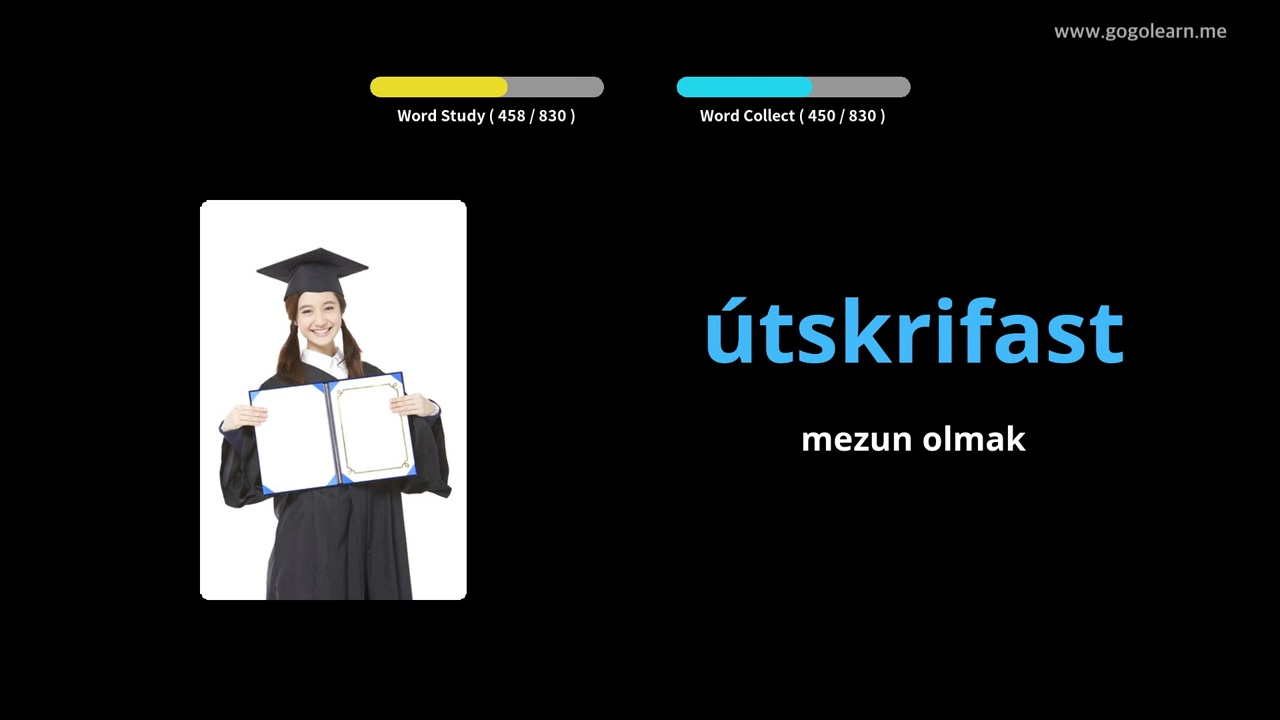 www.gogolearn.me
Word Study ( 458 / 830 )
Word Collect ( 450 / 830 )
útskrifast
mezun olmak